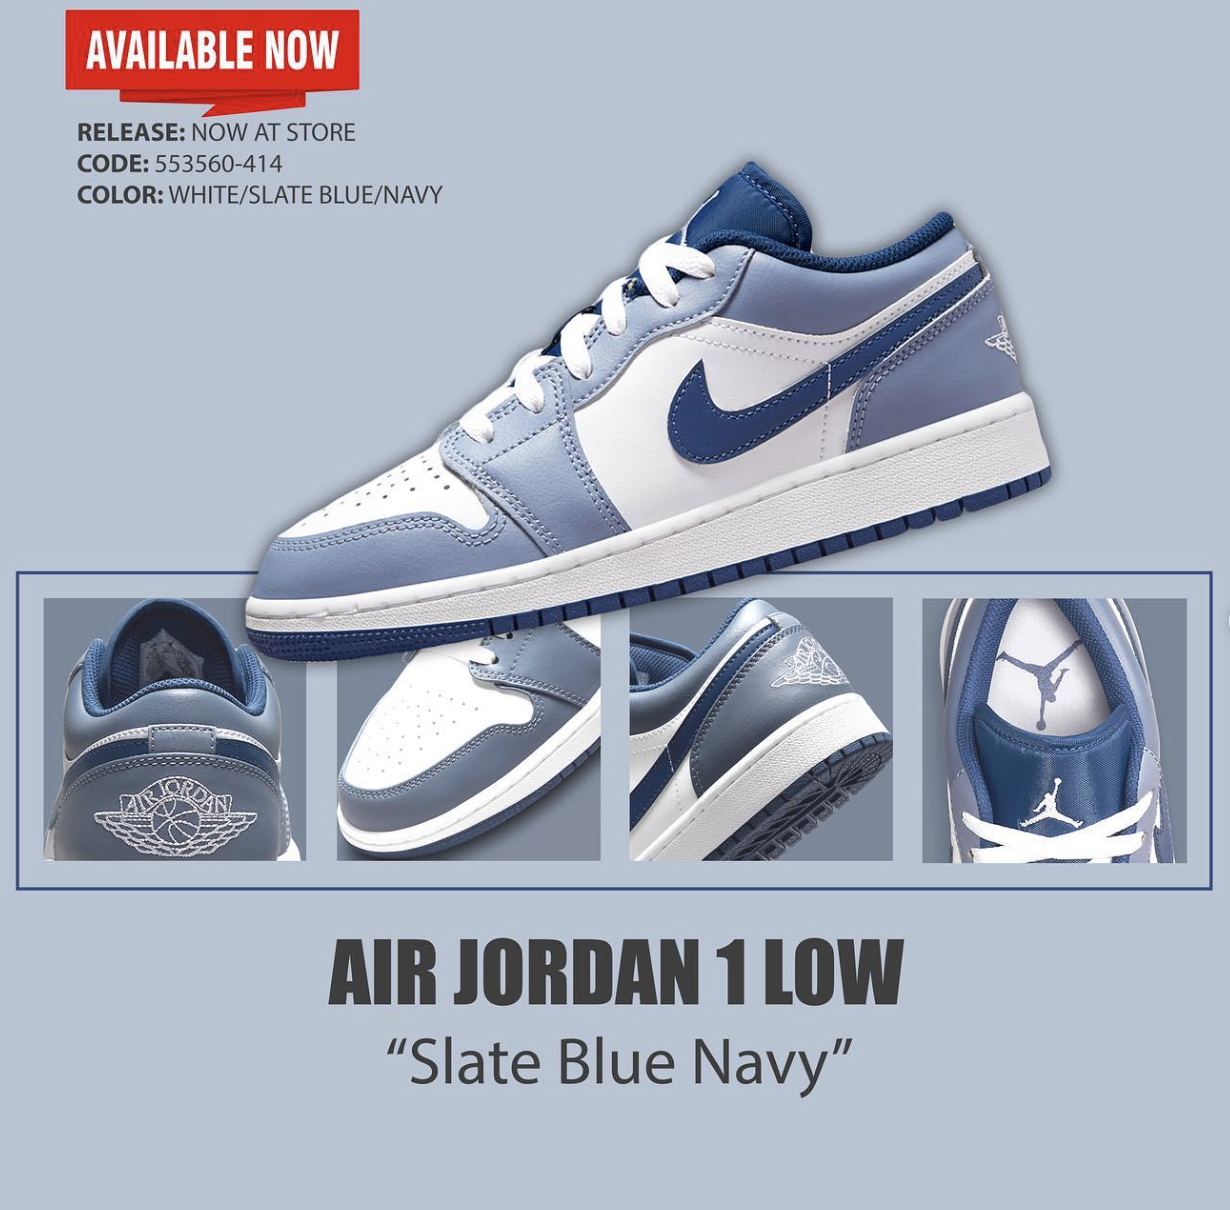 AVAILABLE NOW
RELEASE: NOW AT STORE
CODE: 553560-414
COLOR: WHITE/SLATE BLUE/NAVY
AIR JORDAN
AIR JORDAN 1 LOW
“Slate Blue Navy”